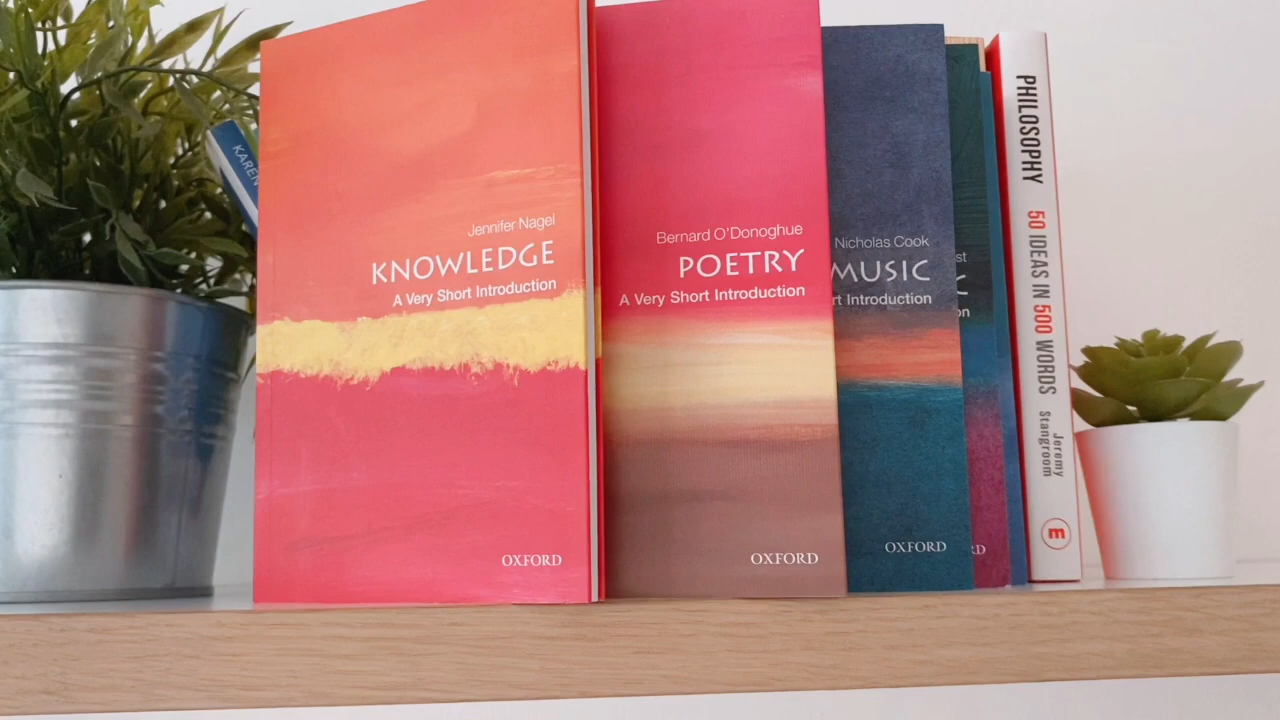 KAREN
Jennifer Nagel
KNOWLEDGE
A Very Short Introduction
OXFORD
Bernard O'Donoghue
POETRY
A Very Short Introduction
OXFORD
Nicholas Cook
MUSIC
Introduction
OXFORD
PHILOSOPHY 50 IDEAS IN 500 WORDS
Jeremy
Stangroom
m